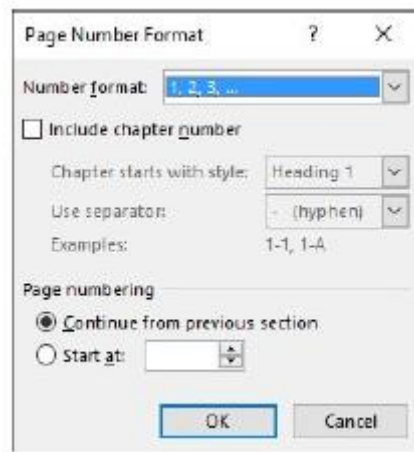 Page Number Format ? ×
Number format: 1, 2, 3, ...
Include chapter number
Chapter starts with style: Heading 1
Use separator: - (hyphen)
Examples: 1-1, 1-A
Page numbering
Continue from previous section
Start at:
OK Cancel